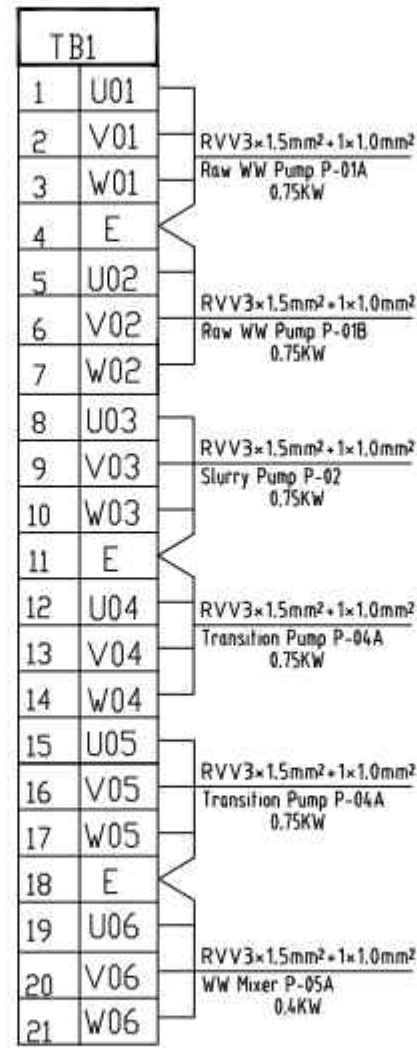 TB1
1 U01
2 V01
3 W01
4 E
5 U02
6 V02
7 W02
8 U03
9 V03
10 W03
11 E
12 U04
13 V04
14 W04
15 U05
16 V05
17 W05
18 E
19 U06
20 V06
21 W06
RVV3×1.5mm²+1×1.0mm²
Raw WW Pump P-01A
0.75KW
RVV3×1.5mm²+1×1.0mm²
Raw WW Pump P-01B
0.75KW
RVV3×1.5mm²+1×1.0mm²
Slurry Pump P-02
0.75KW
RVV3×1.5mm²+1×1.0mm²
Transition Pump P-04A
0.75KW
RVV3×1.5mm²+1×1.0mm²
Transition Pump P-04A
0.75KW
RVV3×1.5mm²+1×1.0mm²
WW Mixer P-05A
0.4KW